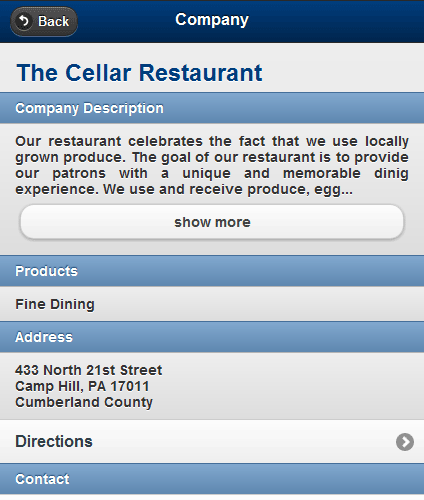 Back
Company
The Cellar Restaurant
Company Description
Our restaurant celebrates the fact that we use locally
grown produce. The goal of our restaurant is to provide
our patrons with a unique and memorable dinig
experience. We use and receive produce, egg...
show more
Products
Fine Dining
Address
433 North 21st Street
Camp Hill, PA 17011
Cumberland County
Directions
Contact